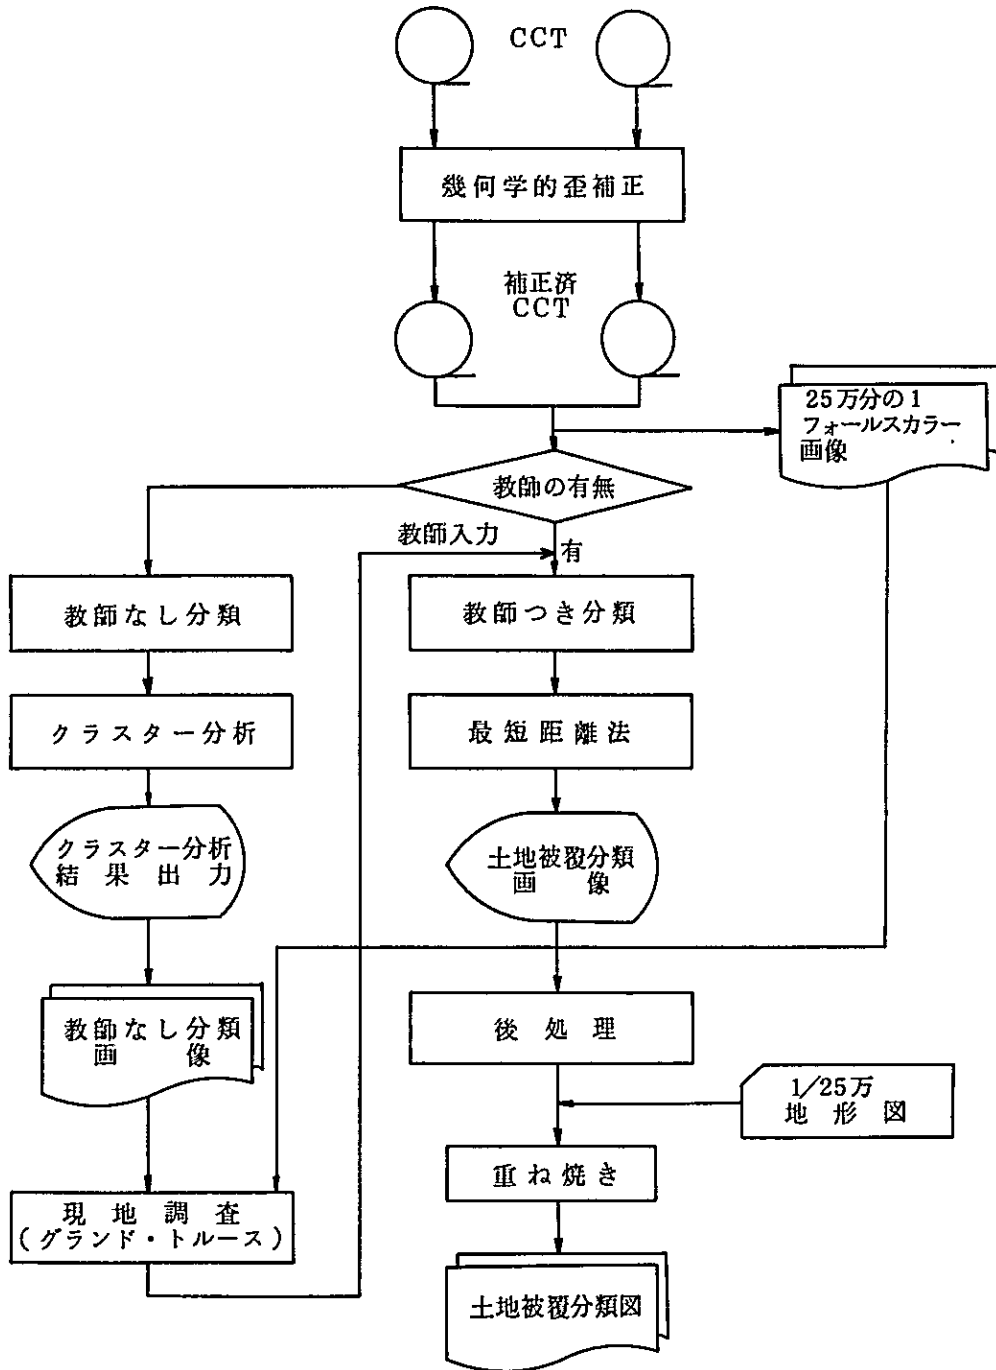 CCT
幾何学的歪補正
補正済
CCT
25万分の1
フォールスカラー
画像
教師の有無
教師入力
有
教師なし分類
教師つき分類
クラスター分析
最短距離法
クラスター分析
結果出力
土地被覆分類
画像
教師なし分類
画像
後処理
1/25万
地形図
重ね焼き
現地調査
(グランド・トルース)
土地被覆分類図